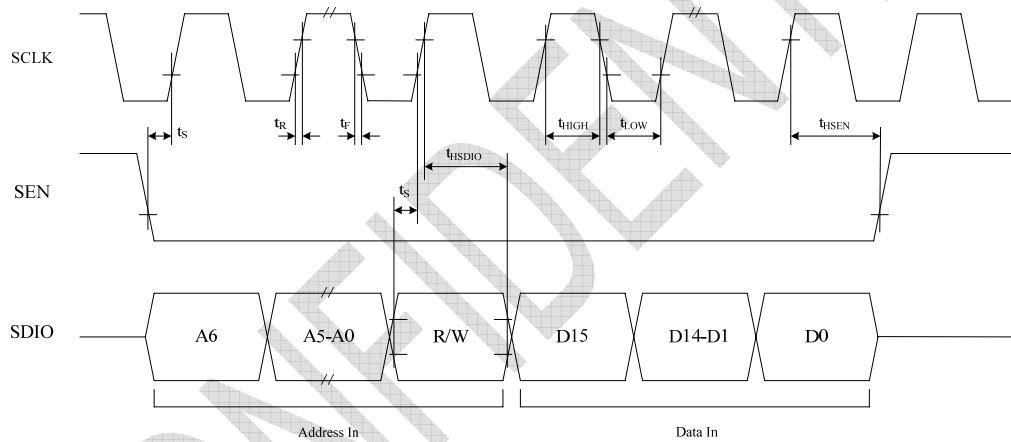 SCLK
tS
tR
tF
tHIGH
tLOW
tHSEN
tHSDIO
SEN
tS
SDIO
A6
A5-A0
R/W
D15
D14-D1
D0
Address In
Data In
CONFIDENT